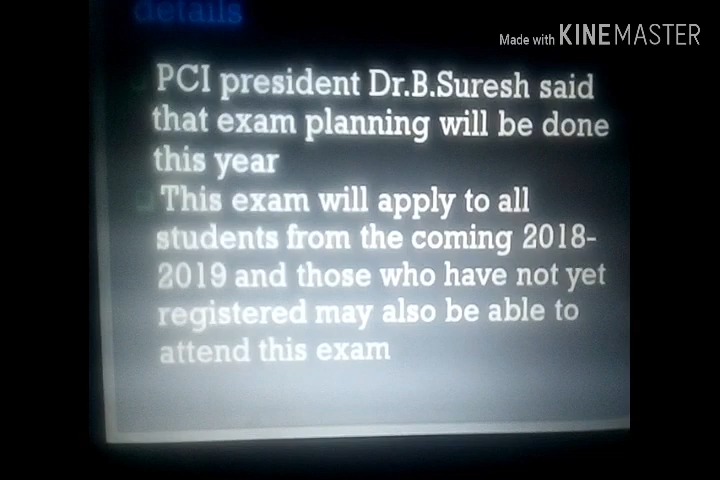 details
Made with KINEMASTER
PCI president Dr.B.Suresh said
that exam planning will be done
this year
This exam will apply to all
students from the coming 2018-
2019 and those who have not yet
registered may also be able to
attend this exam